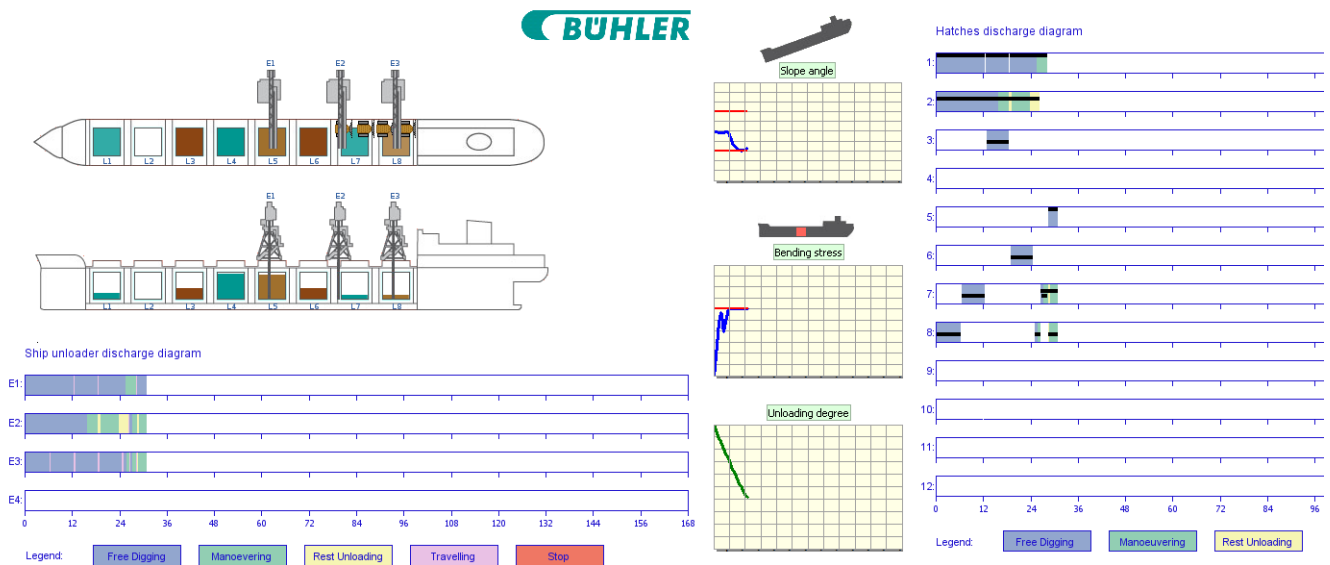 BÜHLER
E1 E2 E3
L1 L2 L3 L4 L5 L6 L7 L8
E1 E2 E3
L1 L2 L3 L4 L5 L6 L7 L8
Ship unloader discharge diagram
E1:
E2:
E3:
E4:
0 12 24 36 48 60 72 84 96 108 120 132 144 156 168
Legend: Free Digging Manoevering Rest Unloading Travelling Stop
Slope angle
Bending stress
Unloading degree
Hatches discharge diagram
1:
2:
3:
4:
5:
6:
7:
8:
9:
10:
11:
12:
0 12 24 36 48 60 72 84 96
Legend: Free Digging Manoeuvering Rest Unloading